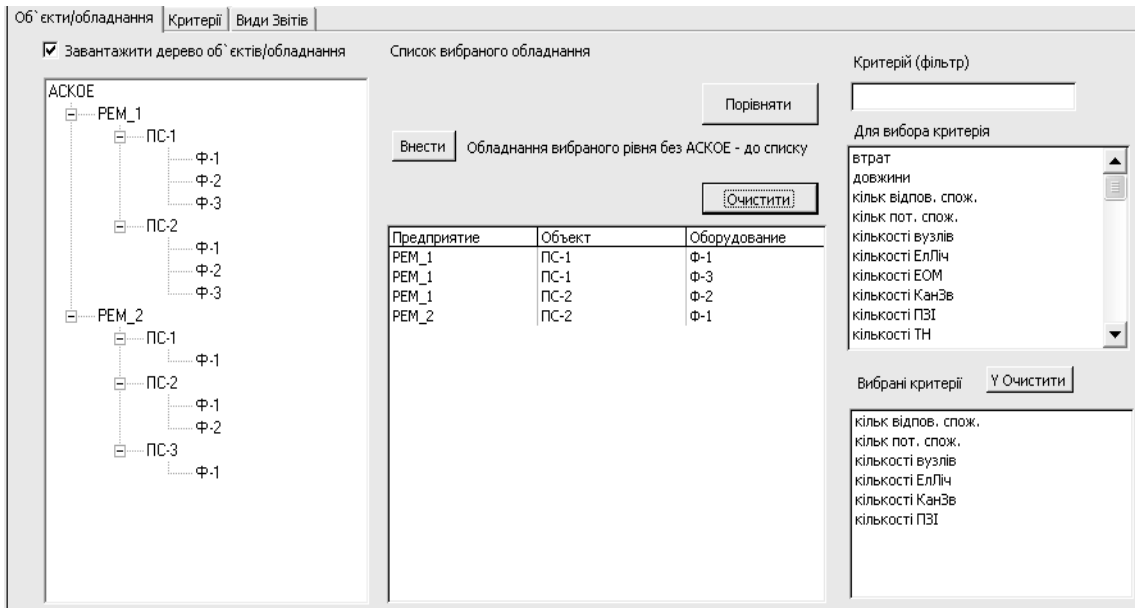 Об`єкти/обладнання Критерії Види Звітів
Завантажити дерево об`єктів/обладнання
АСКОЕ
РЕМ_1
ПС-1
Ф-1
Ф-2
Ф-3
ПС-2
Ф-1
Ф-2
Ф-3
РЕМ_2
ПС-1
Ф-1
ПС-2
Ф-1
Ф-2
ПС-3
Ф-1
Список вибраного обладнання
Порівняти
Внести Обладнання вибраного рівня без АСКОЕ - до списку
Очистити
Предприятие Объект Оборудование
РЕМ_1 ПС-1 Ф-1
РЕМ_1 ПС-1 Ф-3
РЕМ_1 ПС-2 Ф-2
РЕМ_2 ПС-2 Ф-1
Критерій (фільтр)
Для вибора критерія
втрат
довжини
кільк відпов. спож.
кільк пот. спож.
кількості вузлів
кількості ЕлЛіч
кількості ЕОМ
кількості КанЗв
кількості ПЗІ
кількості ТН
Вибрані критерії Y Очистити
кільк відпов. спож.
кільк пот. спож.
кількості вузлів
кількості ЕлЛіч
кількості КанЗв
кількості ПЗІ